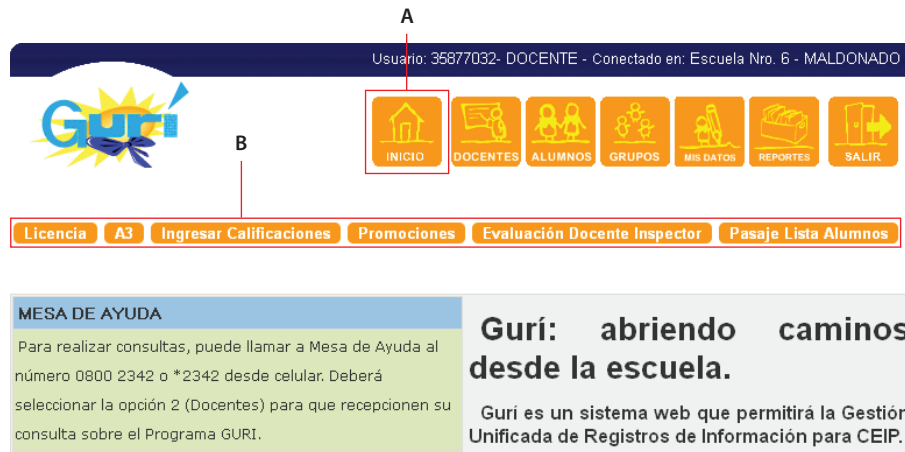 A
Usuario: 35877032- DOCENTE - Conectado en: Escuela Nro. 6 - MALDONADO
Gurí
INICIO DOCENTES ALUMNOS GRUPOS MIS DATOS REPORTES SALIR
B
Licencia A3 Ingresar Calificaciones Promociones Evaluación Docente Inspector Pasaje Lista Alumnos
MESA DE AYUDA
Para realizar consultas, puede llamar a Mesa de Ayuda al
número 0800 2342 o *2342 desde celular. Deberá
seleccionar la opción 2 (Docentes) para que recepcionen su
consulta sobre el Programa GURI.
Gurí: abriendo caminos
desde la escuela.
Gurí es un sistema web que permitirá la Gestión
Unificada de Registros de Información para CEIP.